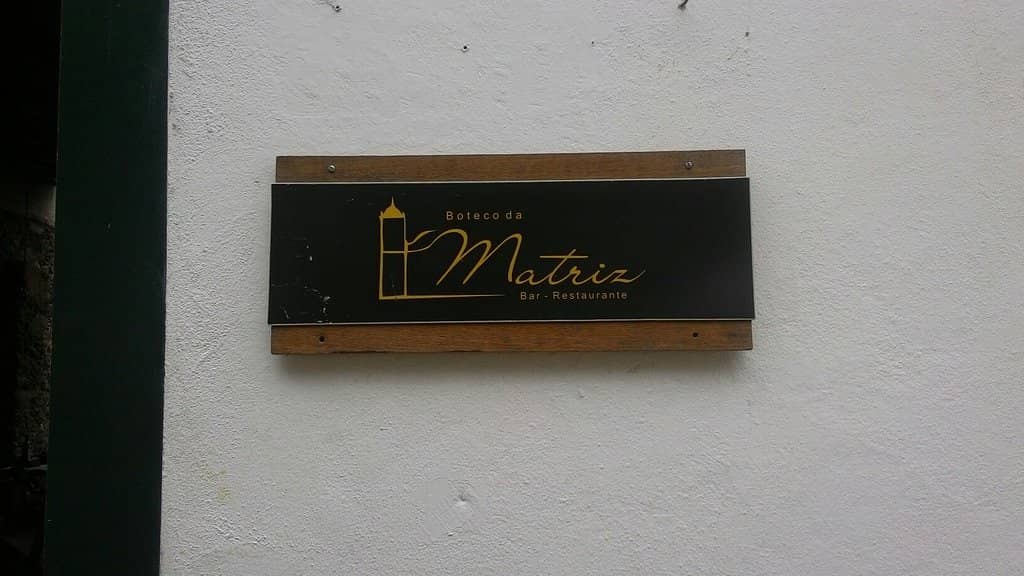 Boteco da
Matriz
Bar - Restaurante